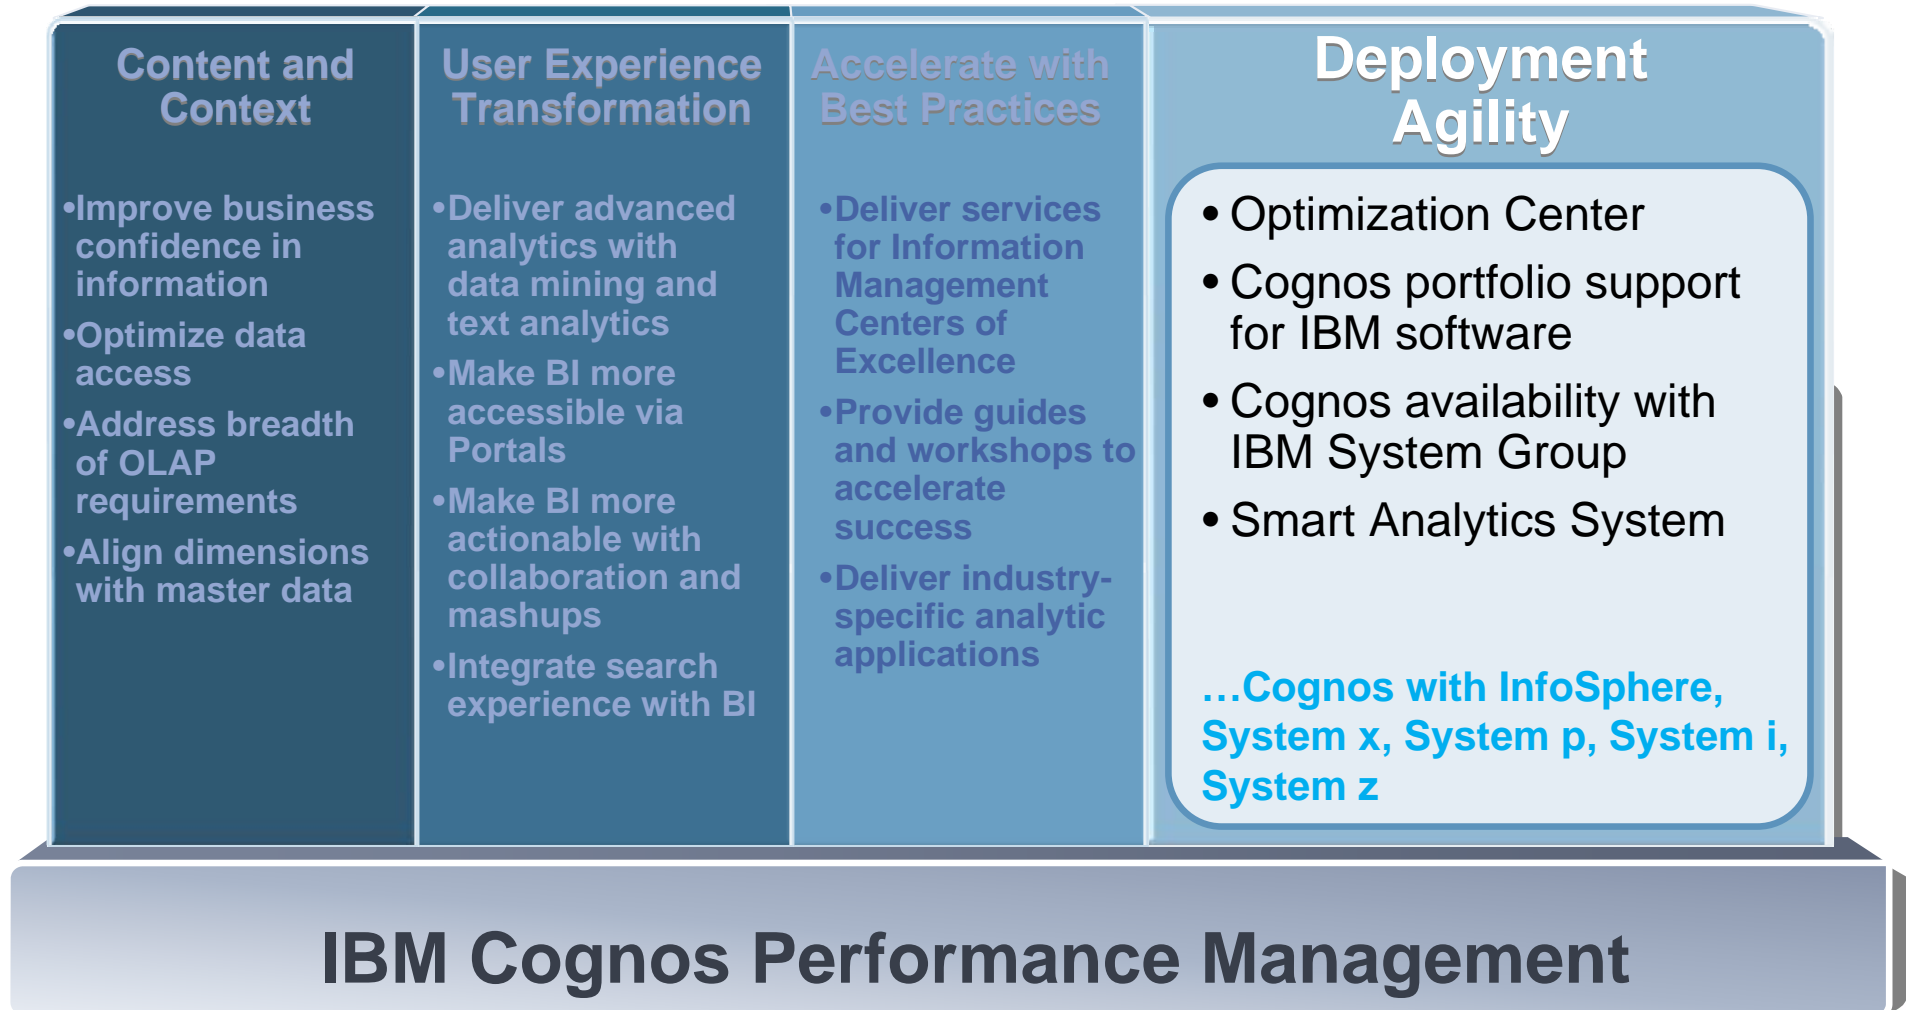 Content and
Context
•Improve business
confidence in
information
•Optimize data
access
•Address breadth
of OLAP
requirements
•Align dimensions
with master data
User Experience
Transformation
•Deliver advanced
analytics with
data mining and
text analytics
•Make BI more
accessible via
Portals
•Make BI more
actionable with
collaboration and
mashups
•Integrate search
experience with BI
Accelerate with
Best Practices
•Deliver services
for Information
Management
Centers of
Excellence
•Provide guides
and workshops to
accelerate
success
•Deliver industry-
specific analytic
applications
Deployment
Agility
• Optimization Center
• Cognos portfolio support
for IBM software
• Cognos availability with
IBM System Group
• Smart Analytics System
…Cognos with InfoSphere,
System x, System p, System i,
System z
IBM Cognos Performance Management